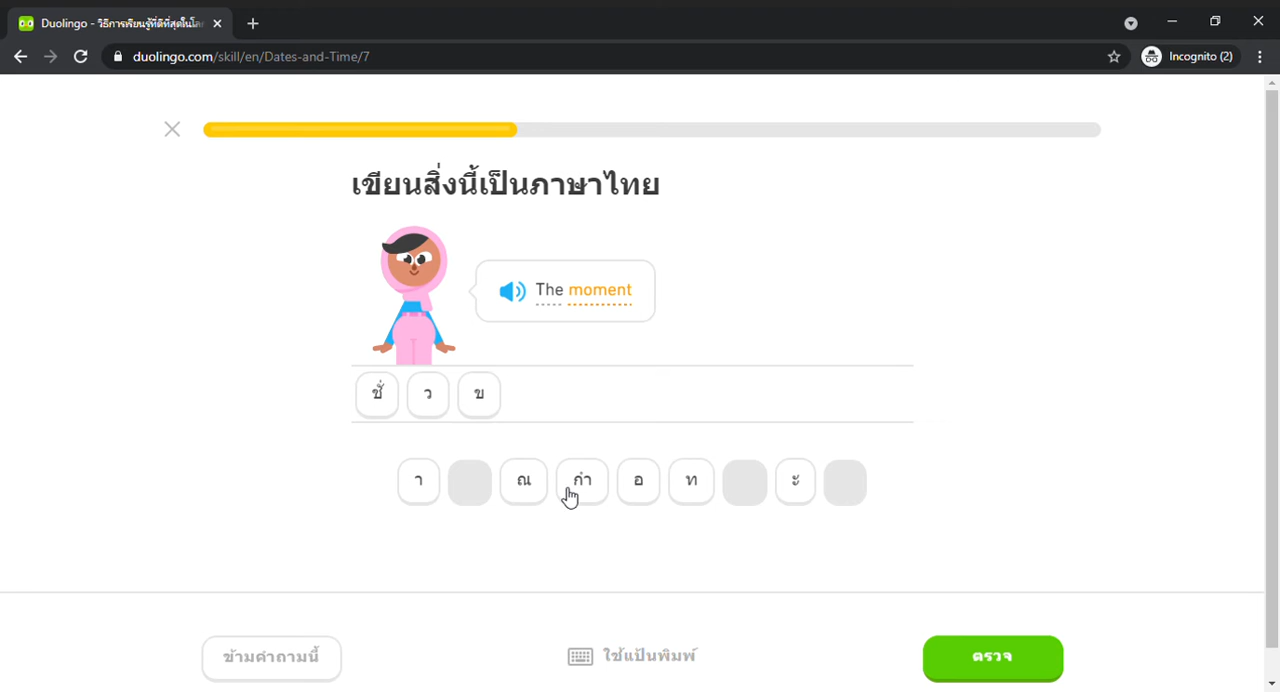 Duolingo - วิธีการเรียนรู้ที่ดีที่สุดในโลก
duolingo.com/skill/en/Dates-and-Time/7
Incognito (2)
เขียนสิ่งนี้เป็นภาษาไทย
The moment
ชั่ ว ข
า ณ กำ อ ท ะ
ข้ามคำถามนี้
ใช้แป้นพิมพ์
ตรวจ